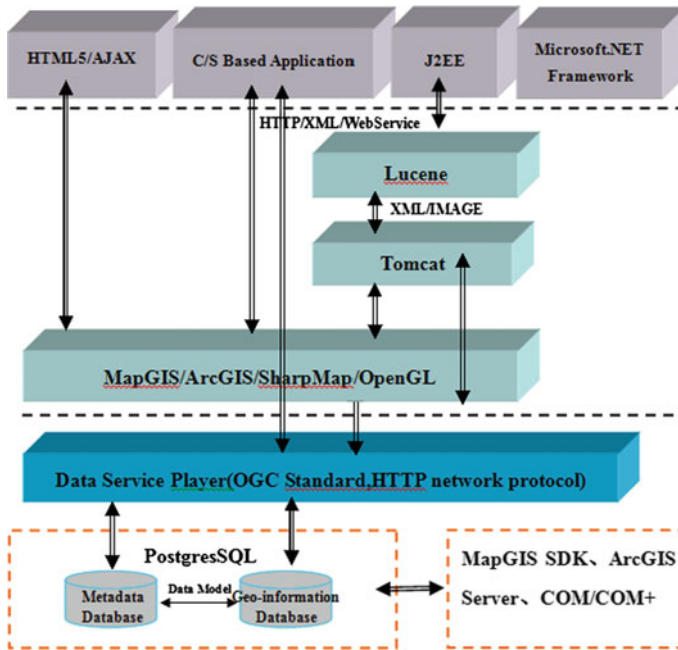 HTML5/AJAX
C/S Based Application
J2EE
Microsoft.NET
Framework
HTTP/XML/WebService
Lucene
XML/IMAGE
Tomcat
MapGIS/ArcGIS/SharpMap/OpenGL
Data Service Player(OGC Standard,HTTP network protocol)
PostgresSQL
Metadata
Database
Data Model
Geo-information
Database
MapGIS SDK、ArcGIS
Server、COM/COM+